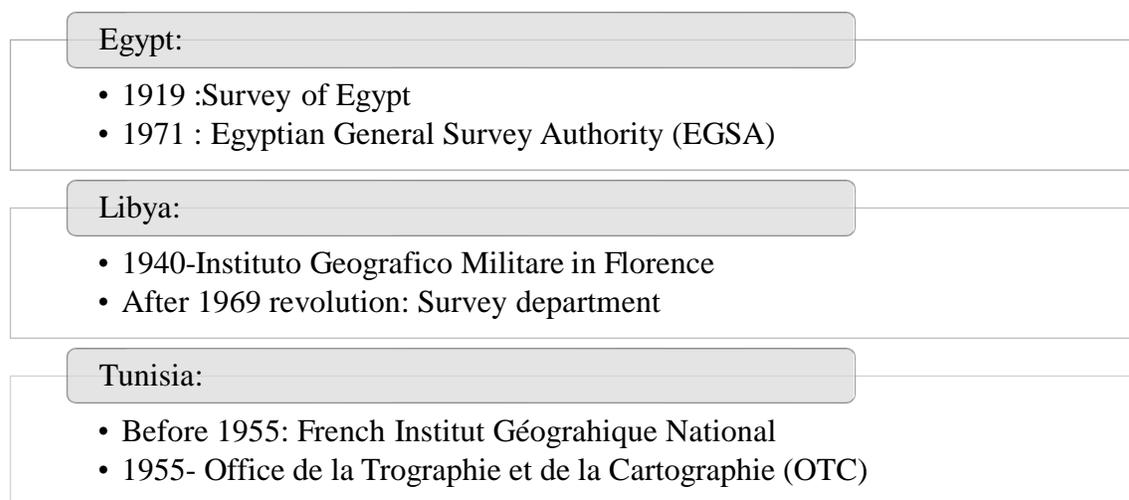 Egypt:
• 1919 :Survey of Egypt
• 1971 : Egyptian General Survey Authority (EGSA)
Libya:
• 1940-Instituto Geografico Militare in Florence
• After 1969 revolution: Survey department
Tunisia:
• Before 1955: French Institut Géograhique National
• 1955- Office de la Trographie et de la Cartographie (OTC)